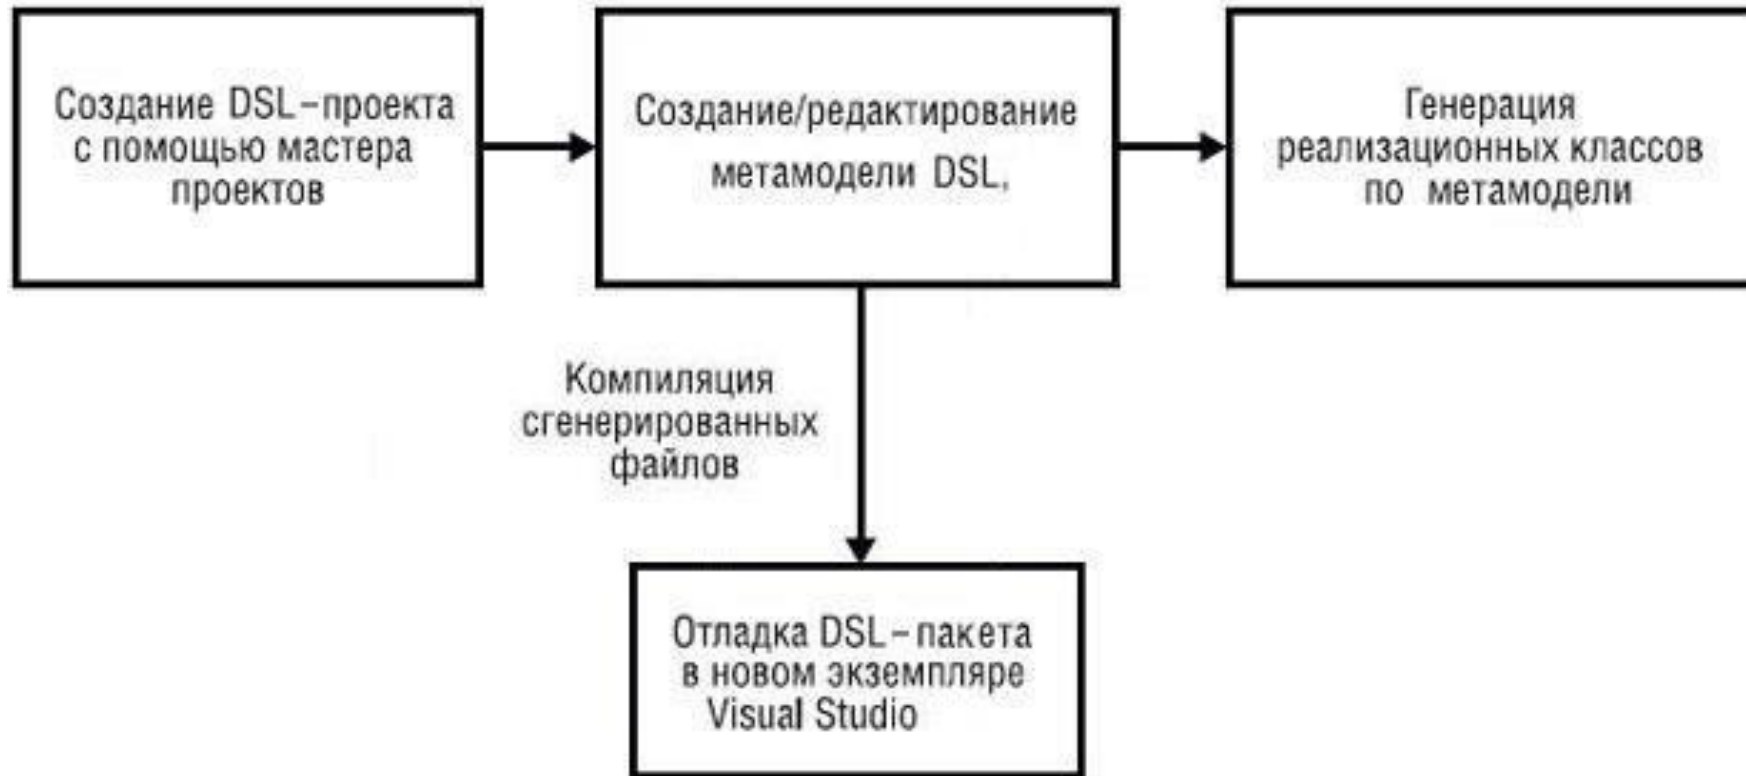 Создание DSL-проекта
с помощью мастера
проектов
Создание/редактирование
метамодели DSL,
Генерация
реализационных классов
по метамодели
Компиляция
сгенерированных
файлов
Отладка DSL-пакета
в новом экземпляре
Visual Studio